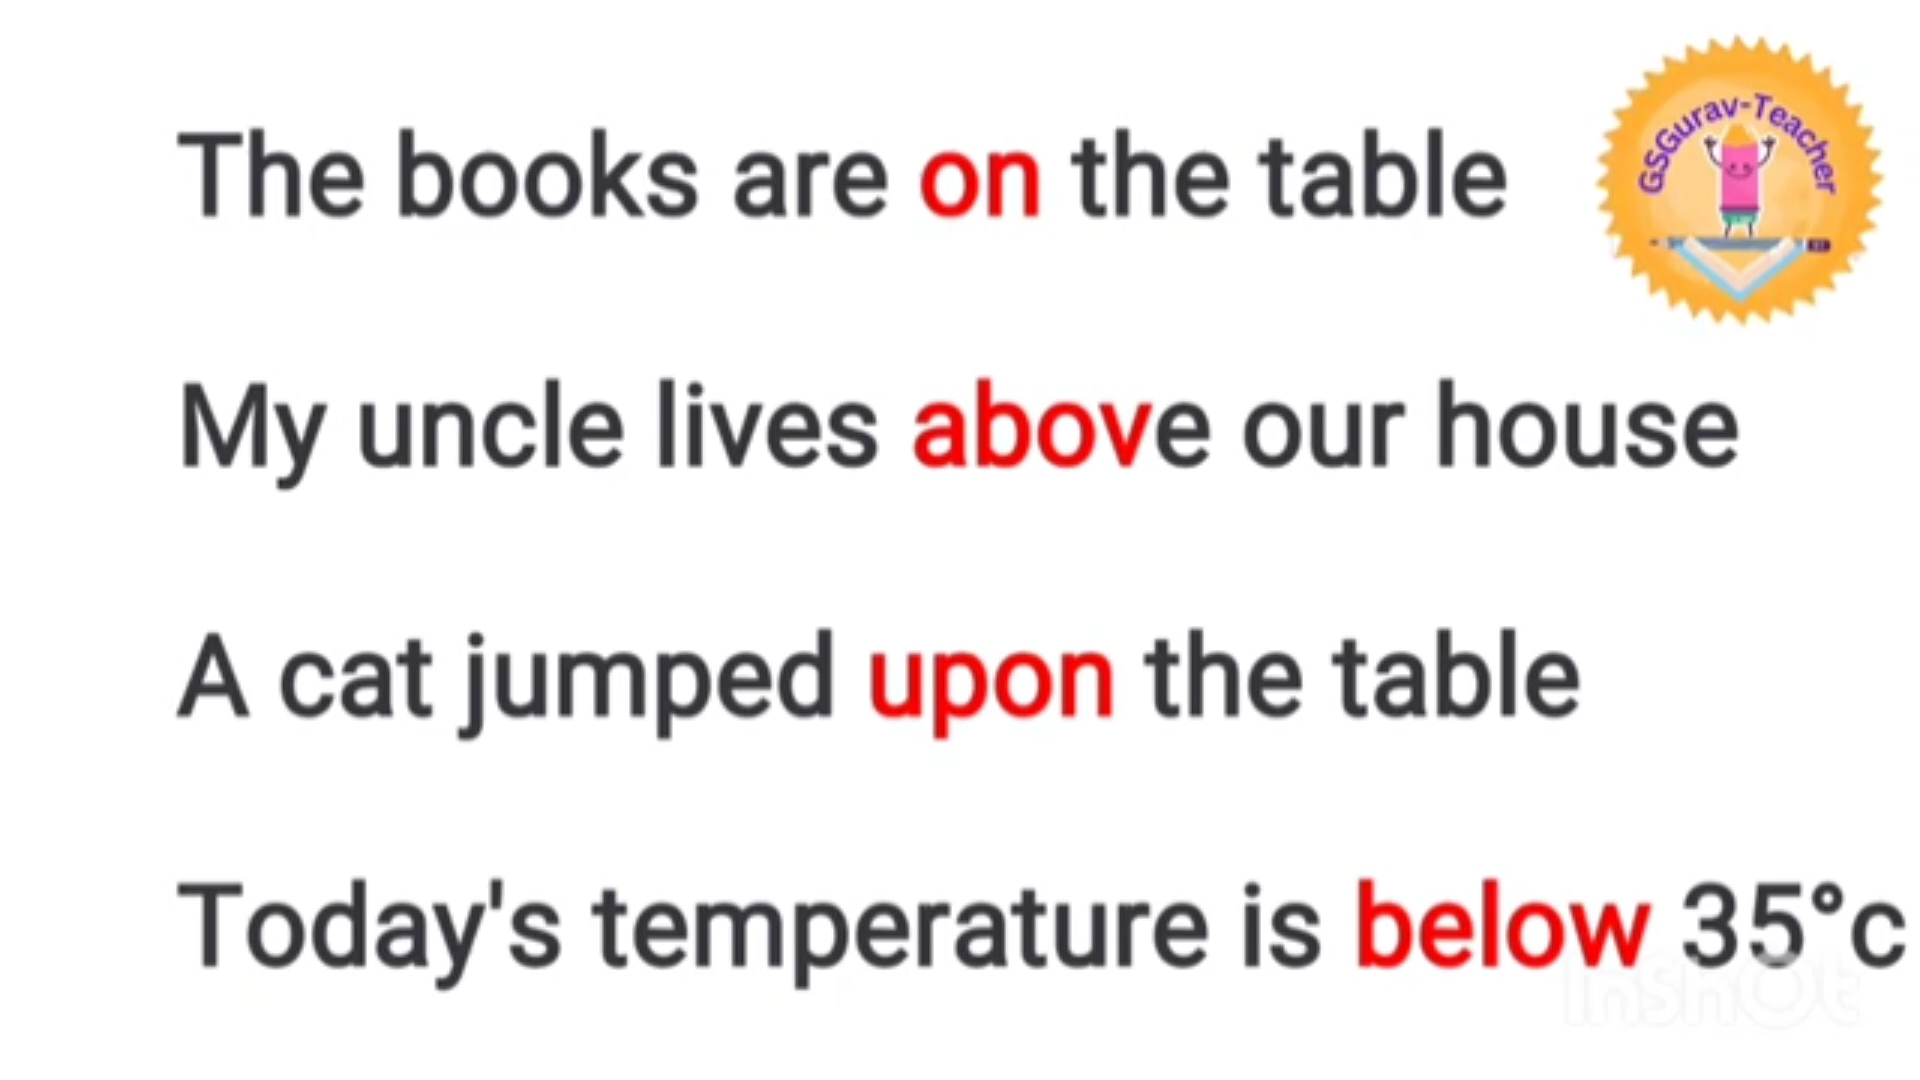 The books are on the table
GSGurav-Teacher
My uncle lives above our house
A cat jumped upon the table
Today's temperature is below 35°c
InShOt